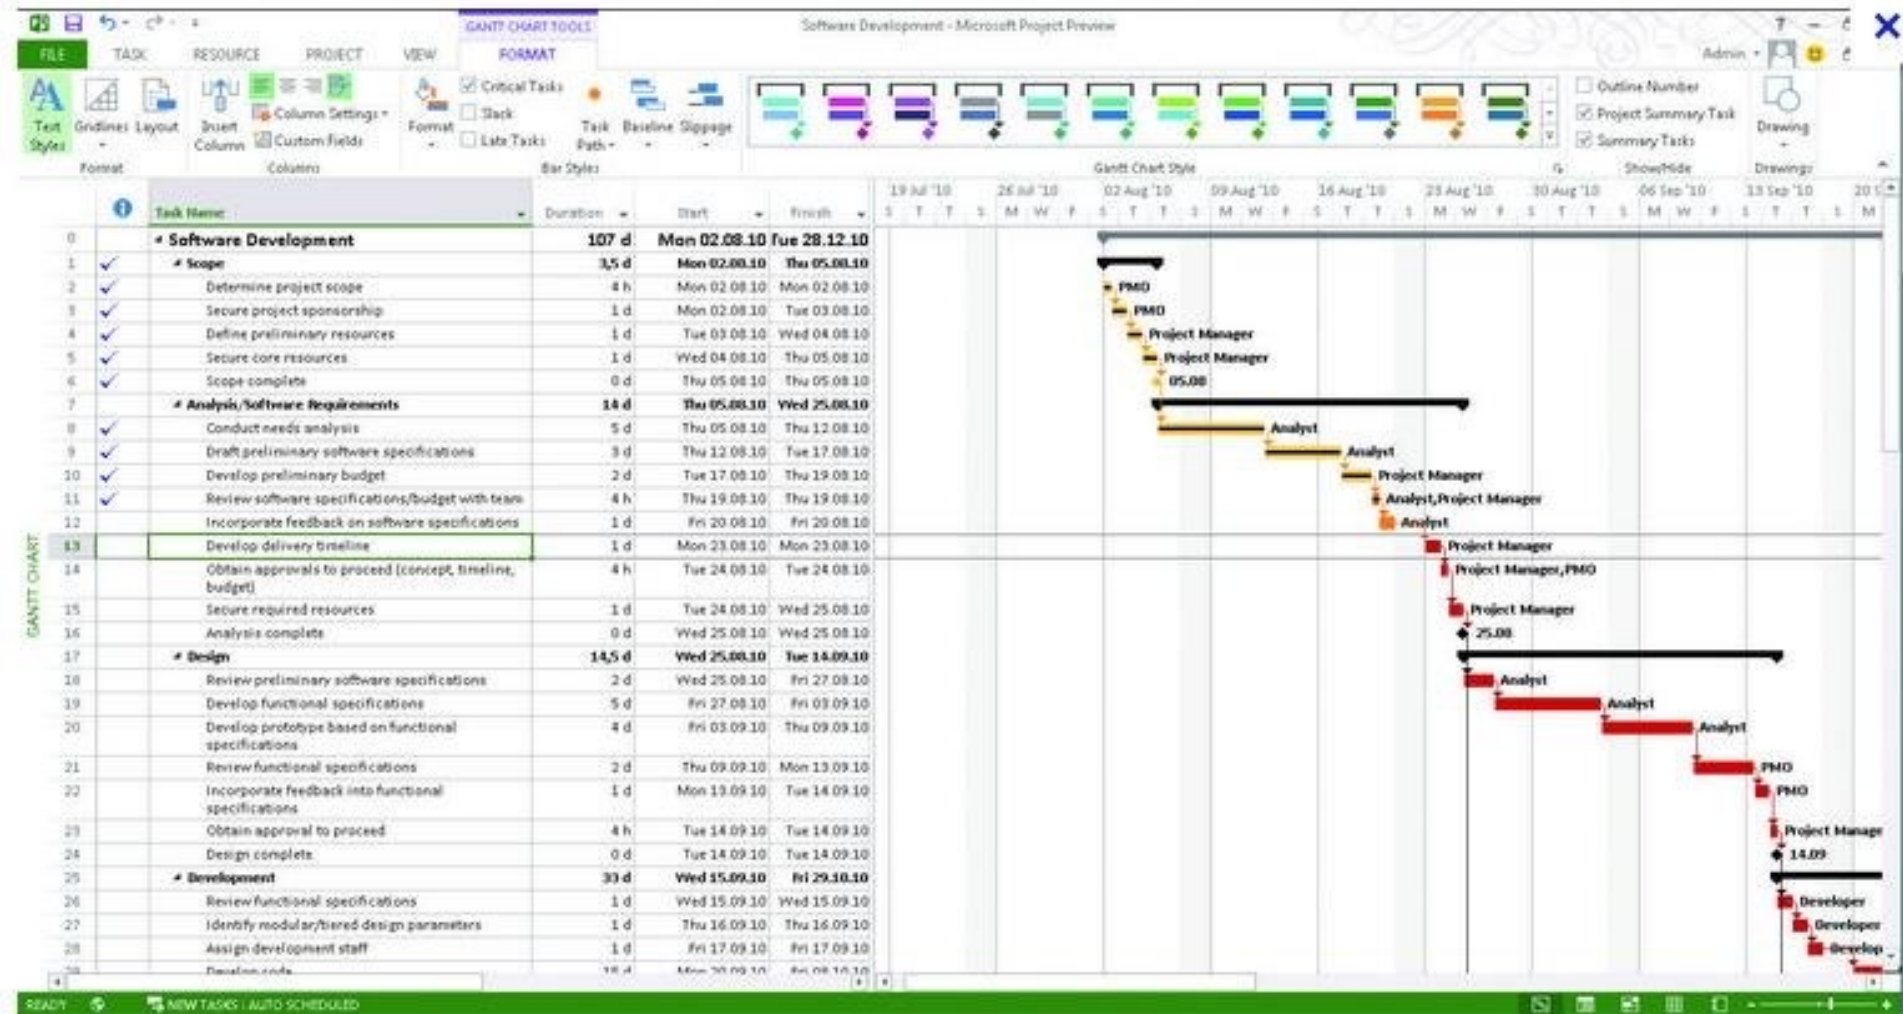 GANTT CHART TOOLS
Software Development - Microsoft Project Preview
?
FILE TASK RESOURCE PROJECT VIEW FORMAT
Admin
Text Styles
Gridlines
Layout
Format
Insert Column
Column Settings
Custom Fields
Columns
Format
Critical Tasks
Slack
Late Tasks
Task Path
Baseline
Slippage
Bar Styles
Gantt Chart Style
Outline Number
Project Summary Task
Summary Tasks
Show/Hide
Drawing
Drawings
Task Name Duration Start Finish
19 Jul '10 26 Jul '10 02 Aug '10 09 Aug '10 16 Aug '10 23 Aug '10 30 Aug '10 06 Sep '10 13 Sep '10
S T T S M W F S T T S M W F S T T S M W F S T T S M W F S T T S M
0 Software Development 107 d Mon 02.08.10 Tue 28.12.10
1 Scope 3,5 d Mon 02.08.10 Thu 05.08.10
2 Determine project scope 4 h Mon 02.08.10 Mon 02.08.10 PMO
3 Secure project sponsorship 1 d Mon 02.08.10 Tue 03.08.10 PMO
4 Define preliminary resources 1 d Tue 03.08.10 Wed 04.08.10 Project Manager
5 Secure core resources 1 d Wed 04.08.10 Thu 05.08.10 Project Manager
6 Scope complete 0 d Thu 05.08.10 Thu 05.08.10 05.08
7 Analysis/Software Requirements 14 d Thu 05.08.10 Wed 25.08.10
8 Conduct needs analysis 5 d Thu 05.08.10 Thu 12.08.10 Analyst
9 Draft preliminary software specifications 3 d Thu 12.08.10 Tue 17.08.10 Analyst
10 Develop preliminary budget 2 d Tue 17.08.10 Thu 19.08.10 Project Manager
11 Review software specifications/budget with team 4 h Thu 19.08.10 Thu 19.08.10 Analyst,Project Manager
12 Incorporate feedback on software specifications 1 d Fri 20.08.10 Fri 20.08.10 Analyst
13 Develop delivery timeline 1 d Mon 23.08.10 Mon 23.08.10 Project Manager
14 Obtain approvals to proceed (concept, timeline, 4 h Tue 24.08.10 Tue 24.08.10 Project Manager,PMO
budget)
15 Secure required resources 1 d Tue 24.08.10 Wed 25.08.10 Project Manager
16 Analysis complete 0 d Wed 25.08.10 Wed 25.08.10 25.08
17 Design 14,5 d Wed 25.08.10 Tue 14.09.10
18 Review preliminary software specifications 2 d Wed 25.08.10 Fri 27.08.10 Analyst
19 Develop functional specifications 5 d Fri 27.08.10 Fri 03.09.10 Analyst
20 Develop prototype based on functional 4 d Fri 03.09.10 Thu 09.09.10 Analyst
specifications
21 Review functional specifications 2 d Thu 09.09.10 Mon 13.09.10 PMO
22 Incorporate feedback into functional 1 d Mon 13.09.10 Tue 14.09.10 PMO
specifications
23 Obtain approval to proceed 4 h Tue 14.09.10 Tue 14.09.10 Project Manage
24 Design complete 0 d Tue 14.09.10 Tue 14.09.10 14.09
25 Development 33 d Wed 15.09.10 Fri 29.10.10
26 Review functional specifications 1 d Wed 15.09.10 Wed 15.09.10 Developer
27 Identify modular/tiered design parameters 1 d Thu 16.09.10 Thu 16.09.10 Developer
28 Assign development staff 1 d Fri 17.09.10 Fri 17.09.10 Develop
Develop code Mon 20.09.10
GANTT CHART
READY NEW TASKS : AUTO SCHEDULED